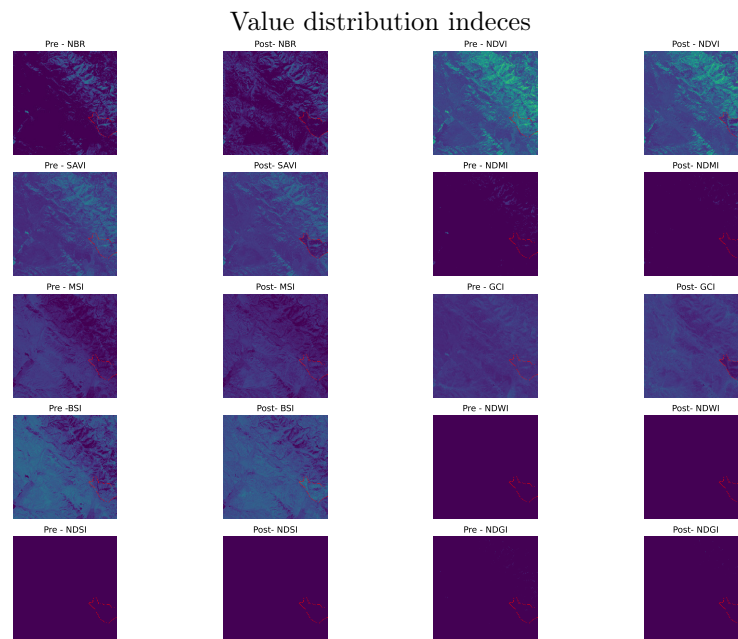 Value distribution indeces
Pre - NBR
Post- NBR
Pre - NDVI
Post - NDVI
Pre - SAVI
Post- SAVI
Pre - NDMI
Post- NDMI
Pre - MSI
Post- MSI
Pre - GCI
Post- GCI
Pre -BSI
Post- BSI
Pre - NDWI
Post- NDWI
Pre - NDSI
Post- NDSI
Pre - NDGI
Post- NDGI